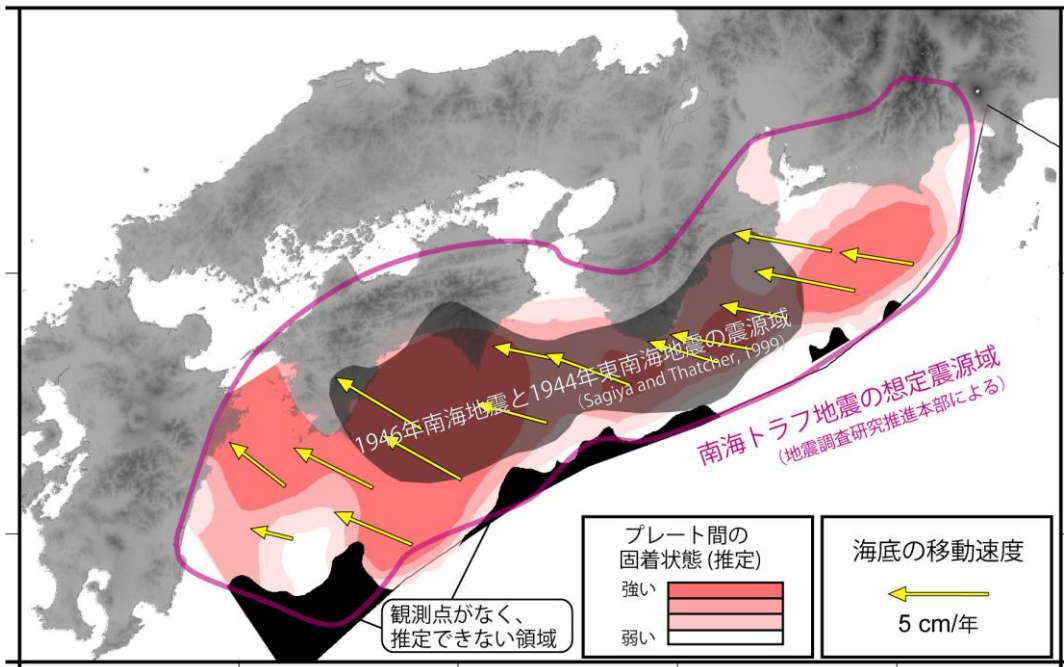 1946年南海地震と1944年東南海地震の震源域
(Sagiya and Thatcher, 1999)
南海トラフ地震の想定震源域
(地震調査研究推進本部による)
観測点がなく、
推定できない領域
プレート間の
固着状態 (推定)
強い
弱い
海底の移動速度
5 cm/年